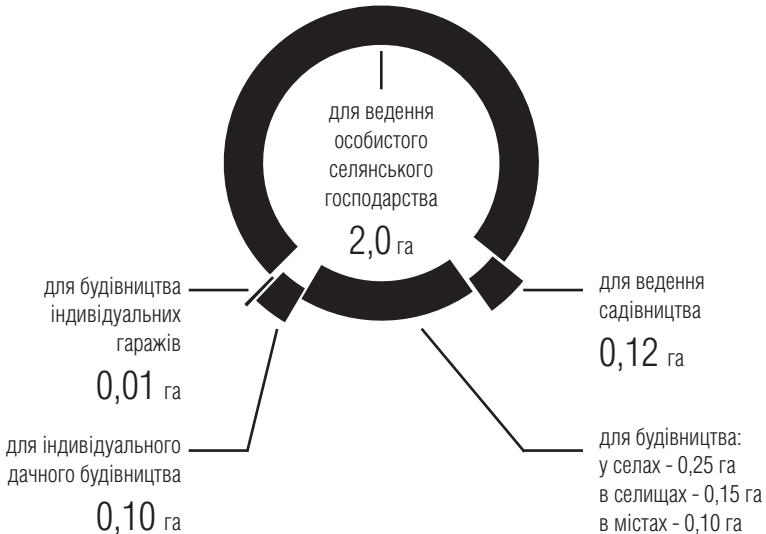 для ведення
особистого
селянського
господарства
2,0 га
для будівництва
індивідуальних
гаражів
0,01 га
для ведення
садівництва
0,12 га
для індивідуального
дачного будівництва
0,10 га
для будівництва:
у селах - 0,25 га
в селищах - 0,15 га
в містах - 0,10 га